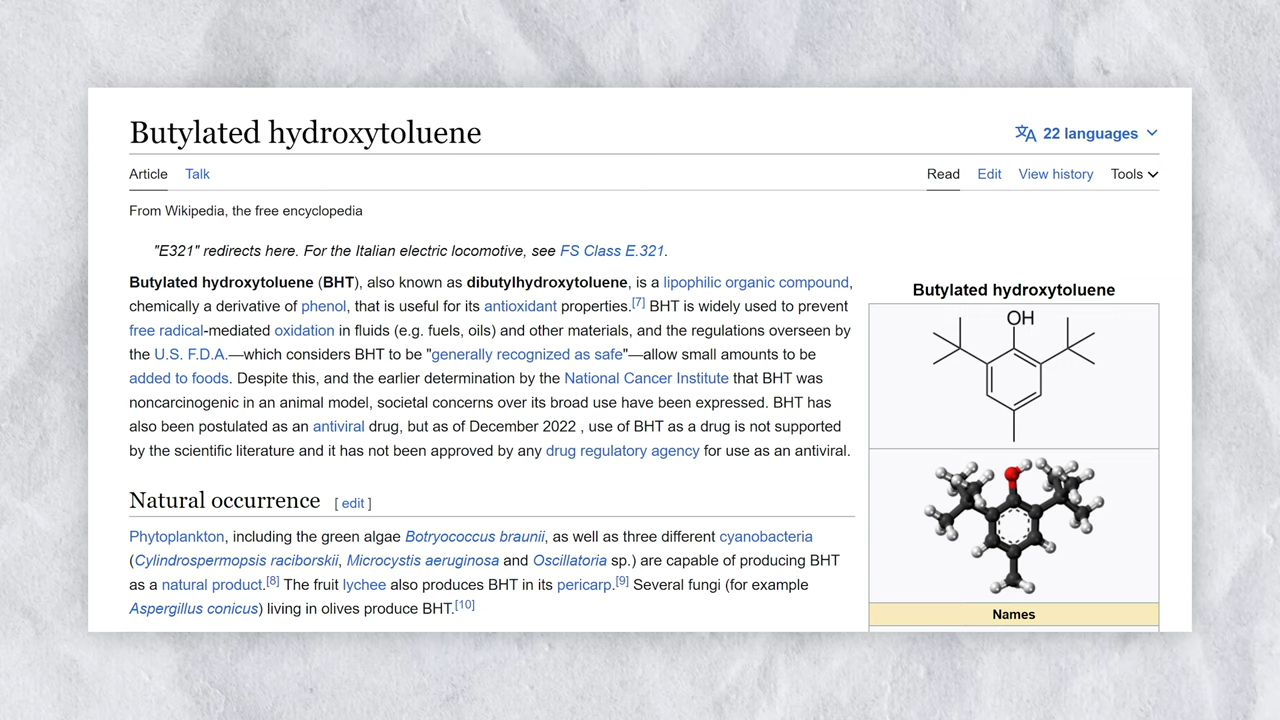 Butylated hydroxytoluene
22 languages
Article Talk
Read Edit View history Tools
From Wikipedia, the free encyclopedia
"E321" redirects here. For the Italian electric locomotive, see FS Class E.321.
Butylated hydroxytoluene (BHT), also known as dibutylhydroxytoluene, is a lipophilic organic compound,
chemically a derivative of phenol, that is useful for its antioxidant properties.[7] BHT is widely used to prevent
free radical-mediated oxidation in fluids (e.g. fuels, oils) and other materials, and the regulations overseen by
the U.S. F.D.A.—which considers BHT to be "generally recognized as safe"—allow small amounts to be
added to foods. Despite this, and the earlier determination by the National Cancer Institute that BHT was
noncarcinogenic in an animal model, societal concerns over its broad use have been expressed. BHT has
also been postulated as an antiviral drug, but as of December 2022 , use of BHT as a drug is not supported
by the scientific literature and it has not been approved by any drug regulatory agency for use as an antiviral.
Natural occurrence [ edit ]
Phytoplankton, including the green algae Botryococcus braunii, as well as three different cyanobacteria
(Cylindrospermopsis raciborskii, Microcystis aeruginosa and Oscillatoria sp.) are capable of producing BHT
as a natural product.[8] The fruit lychee also produces BHT in its pericarp.[9] Several fungi (for example
Aspergillus conicus) living in olives produce BHT.[10]
Butylated hydroxytoluene
OH
Names